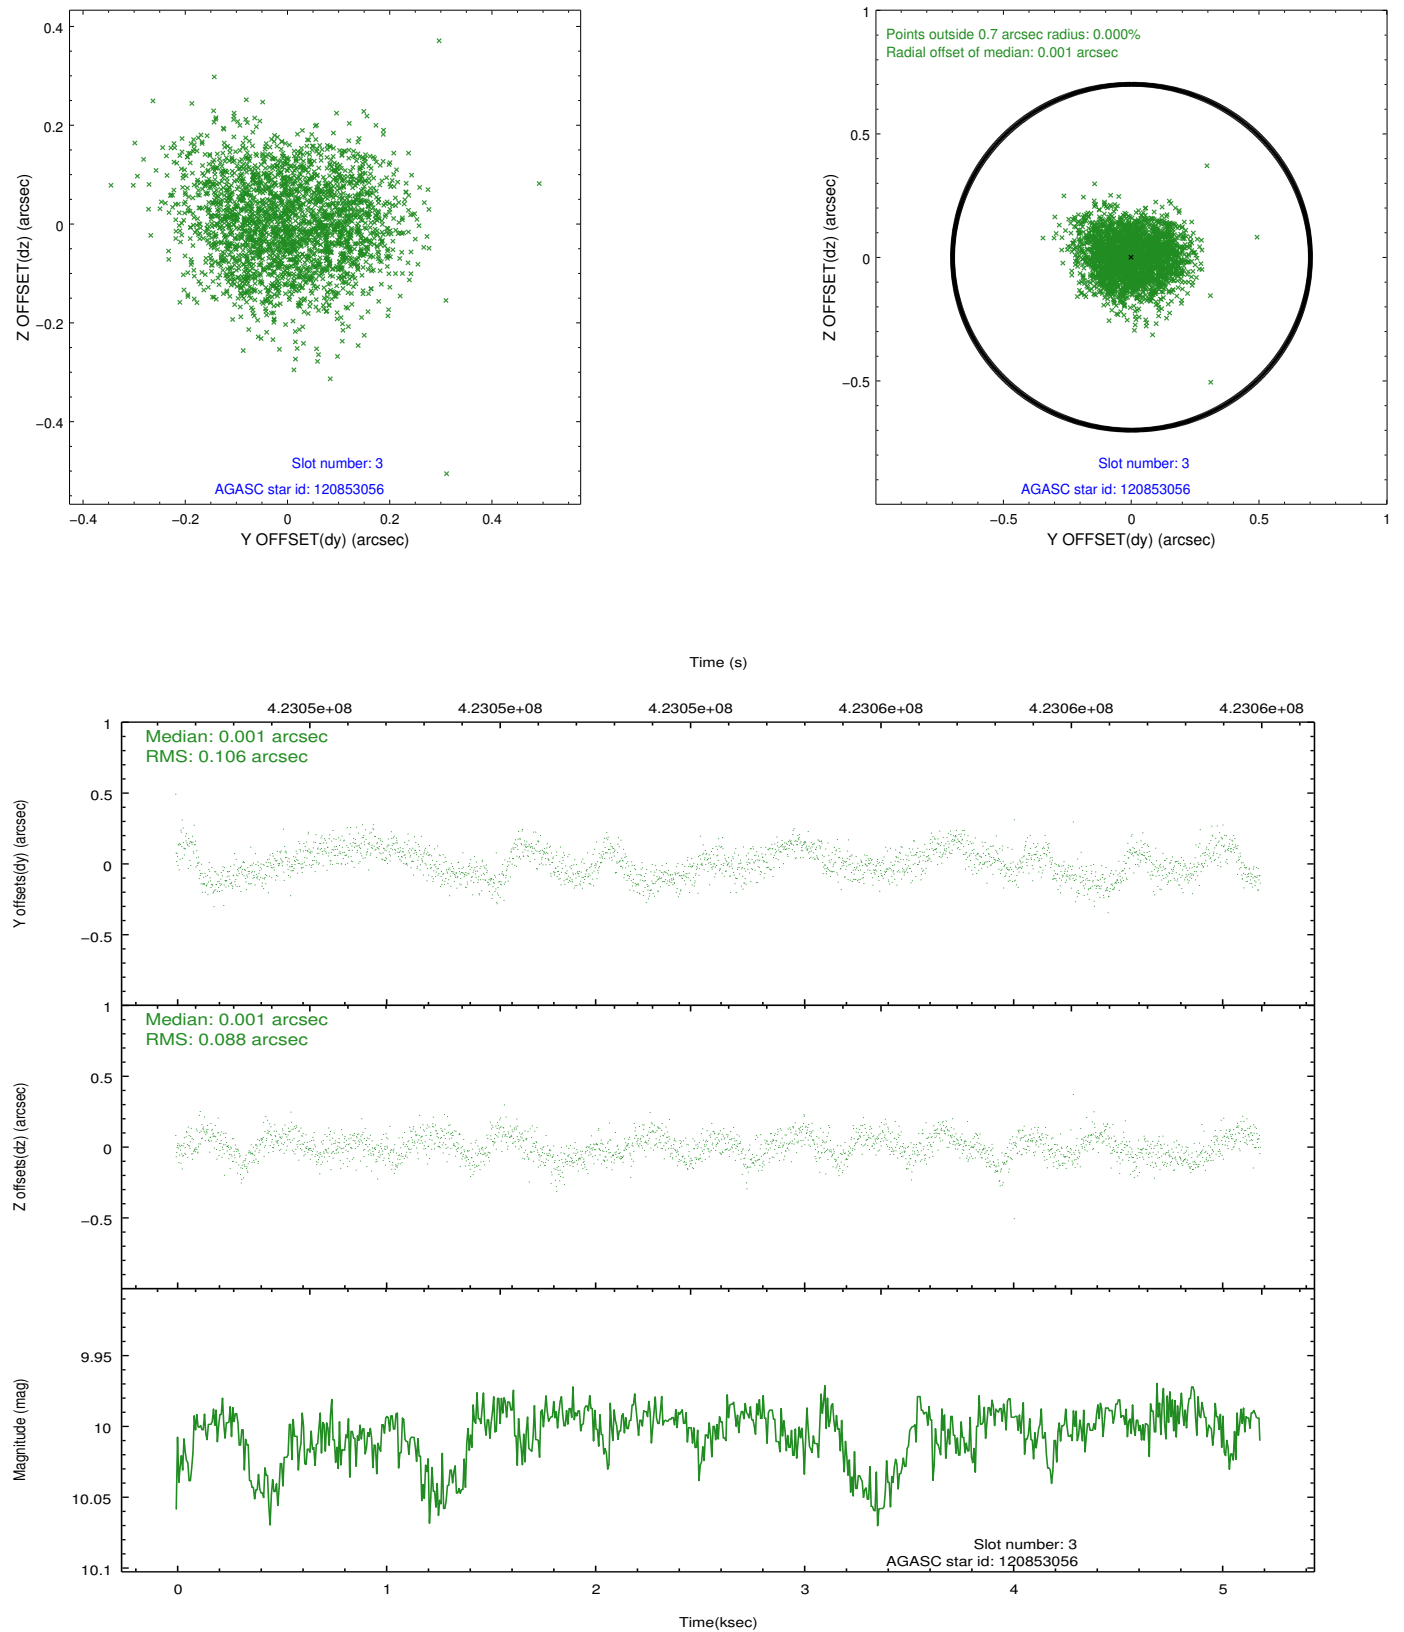 0.4
0.2
0
−0.2
−0.4
Z OFFSET(dz) (arcsec)
Slot number: 3
AGASC star id: 120853056
−0.4 −0.2 0 0.2 0.4
Y OFFSET(dy) (arcsec)
1
0.5
0
−0.5
Z OFFSET(dz) (arcsec)
Points outside 0.7 arcsec radius: 0.000%
Radial offset of median: 0.001 arcsec
Slot number: 3
AGASC star id: 120853056
−0.5 0 0.5 1
Y OFFSET(dy) (arcsec)
Time (s)
4.2305e+08 4.2305e+08 4.2305e+08 4.2306e+08 4.2306e+08 4.2306e+08
1
0.5
0
−0.5
Y offsets(dy) (arcsec)
Median: 0.001 arcsec
RMS: 0.106 arcsec
1
0.5
0
−0.5
Z offsets(dz) (arcsec)
Median: 0.001 arcsec
RMS: 0.088 arcsec
9.95
10
10.05
10.1
Magnitude (mag)
Slot number: 3
AGASC star id: 120853056
0 1 2 3 4 5
Time(ksec)